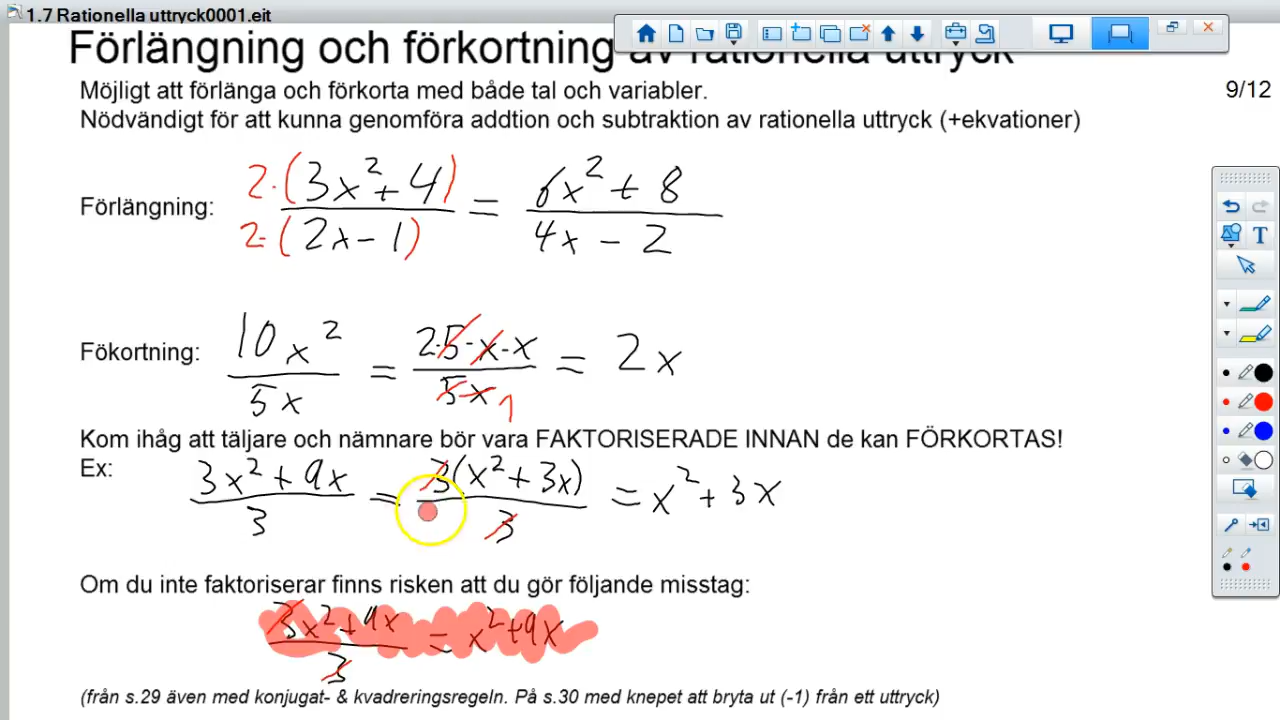 1.7 Rationella uttryck0001.eit
Förlängning och förkortning av rationella uttryck
Möjligt att förlänga och förkorta med både tal och variabler.
9/12
Nödvändigt för att kunna genomföra addtion och subtraktion av rationella uttryck (+ekvationer)
Förlängning: 2·(3x²+4) / 2·(2x-1) = 6x²+8 / 4x-2
Fökortning: 10x² / 5x = 2·5·x·x / 5·x 1 = 2x
Kom ihåg att täljare och nämnare bör vara FAKTORISERADE INNAN de kan FÖRKORTAS!
Ex: 3x²+9x / 3 = 3(x²+3x) / 3 = x²+3x
Om du inte faktoriserar finns risken att du gör följande misstag:
3x²+9x / 3 = x²+9x
(från s.29 även med konjugat- & kvadreringsregeln. På s.30 med knepet att bryta ut (-1) från ett uttryck)
T